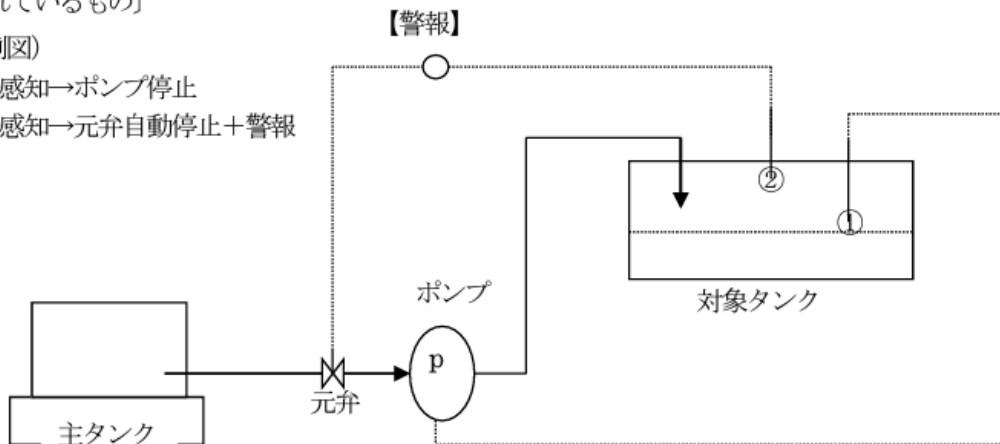 れているもの〕
例図）
感知→ポンプ停止
感知→元弁自動停止＋警報
【警報】
②
①
対象タンク
ポンプ
p
元弁
主タンク